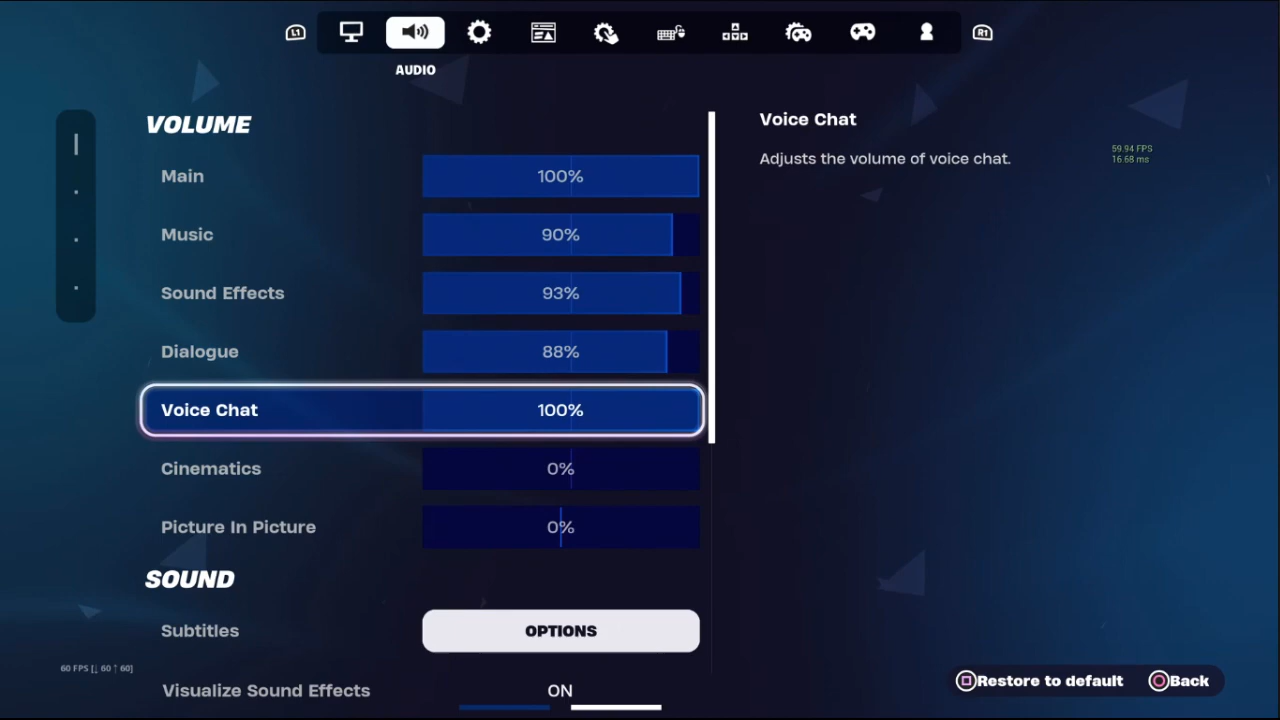 L1
R1
AUDIO
VOLUME
Main 100%
Music 90%
Sound Effects 93%
Dialogue 88%
Voice Chat 100%
Cinematics 0%
Picture In Picture 0%
SOUND
Subtitles OPTIONS
Visualize Sound Effects ON
Voice Chat
Adjusts the volume of voice chat.
59.94 FPS
16.68 ms
60 FPS [↓ 60 ↑ 60]
Restore to default
Back